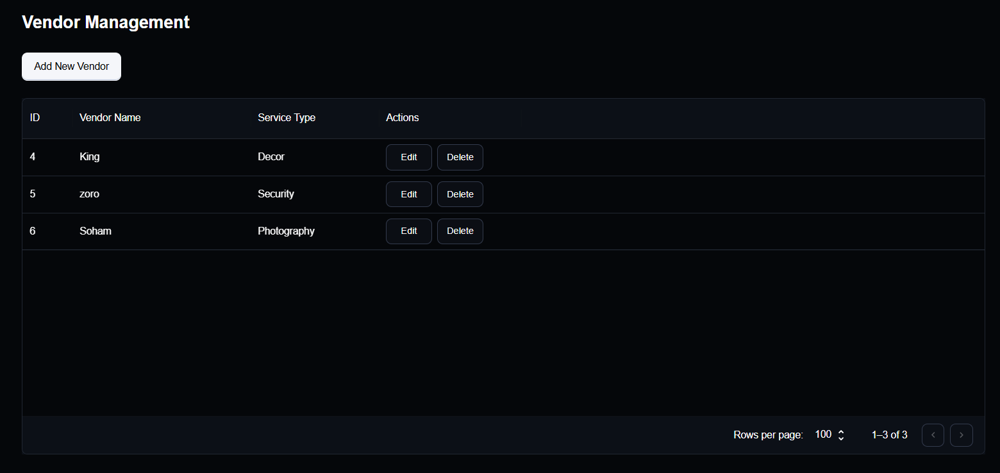 Vendor Management
Add New Vendor
ID Vendor Name Service Type Actions
4 King Decor Edit Delete
5 zoro Security Edit Delete
6 Soham Photography Edit Delete
Rows per page: 100 1–3 of 3